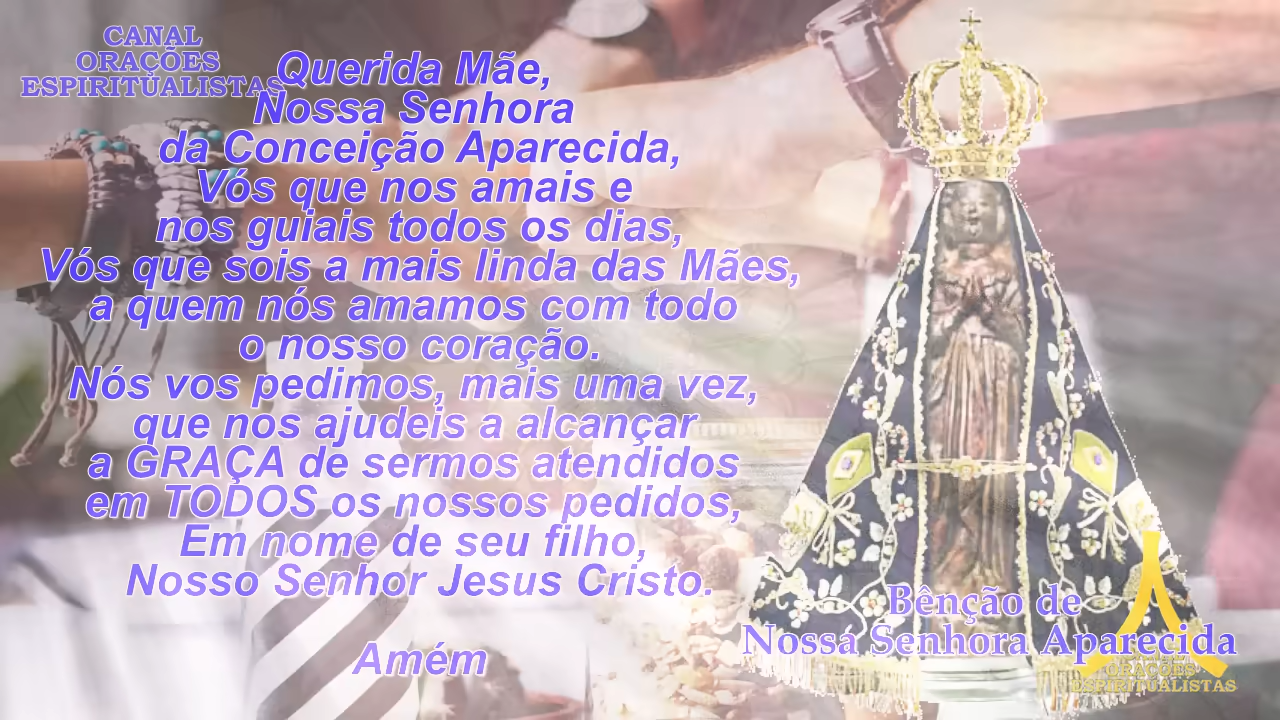 CANAL
ORAÇÕES
ESPIRITUALISTAS
Querida Mãe,
Nossa Senhora
da Conceição Aparecida,
Vós que nos amais e
nos guiais todos os dias,
Vós que sois a mais linda das Mães,
a quem nós amamos com todo
o nosso coração.
Nós vos pedimos, mais uma vez,
que nos ajudeis a alcançar
a GRAÇA de sermos atendidos
em TODOS os nossos pedidos,
Em nome de seu filho,
Nosso Senhor Jesus Cristo.
Amém
Bênção de
Nossa Senhora Aparecida
ORAÇÕES
ESPIRITUALISTAS